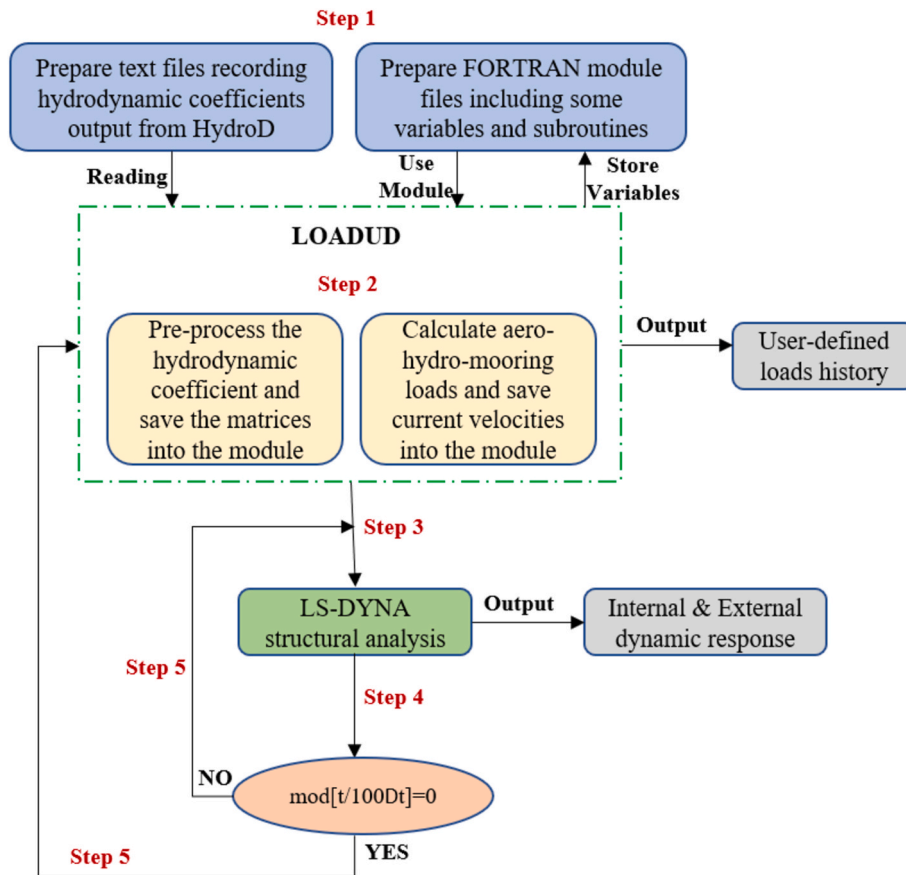 Step 1
Prepare text files recording
hydrodynamic coefficients
output from HydroD
Prepare FORTRAN module
files including some
variables and subroutines
Reading
Use
Module
Store
Variables
LOADUD
Step 2
Pre-process the
hydrodynamic
coefficient and
save the matrices
into the module
Calculate aero-
hydro-mooring
loads and save
current velocities
into the module
Output
User-defined
loads history
Step 3
LS-DYNA
structural analysis
Output
Internal & External
dynamic response
Step 5
Step 4
NO
mod[t/100Dt]=0
YES
Step 5